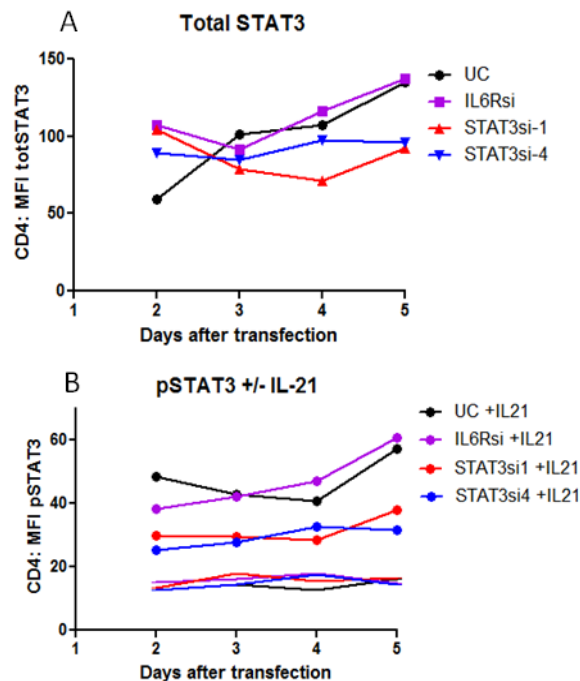 A
Total STAT3
150
100
50
0
CD4: MFI totSTAT3
1 2 3 4 5
Days after transfection
UC
IL6Rsi
STAT3si-1
STAT3si-4
B
pSTAT3 +/- IL-21
60
40
20
0
CD4: MFI pSTAT3
1 2 3 4 5
Days after transfection
UC +IL21
IL6Rsi +IL21
STAT3si1 +IL21
STAT3si4 +IL21